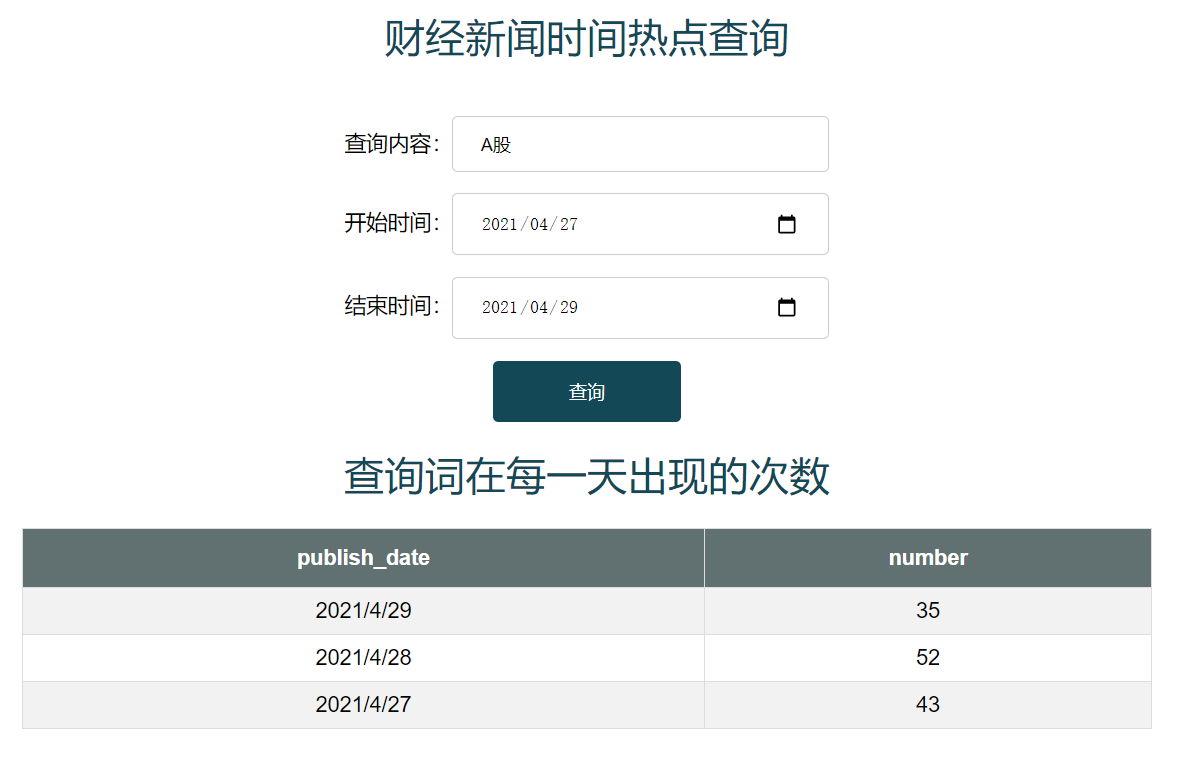 财经新闻时间热点查询
查询内容： A股
开始时间： 2021/04/27
结束时间： 2021/04/29
查询
查询词在每一天出现的次数
publish_date number
2021/4/29 35
2021/4/28 52
2021/4/27 43